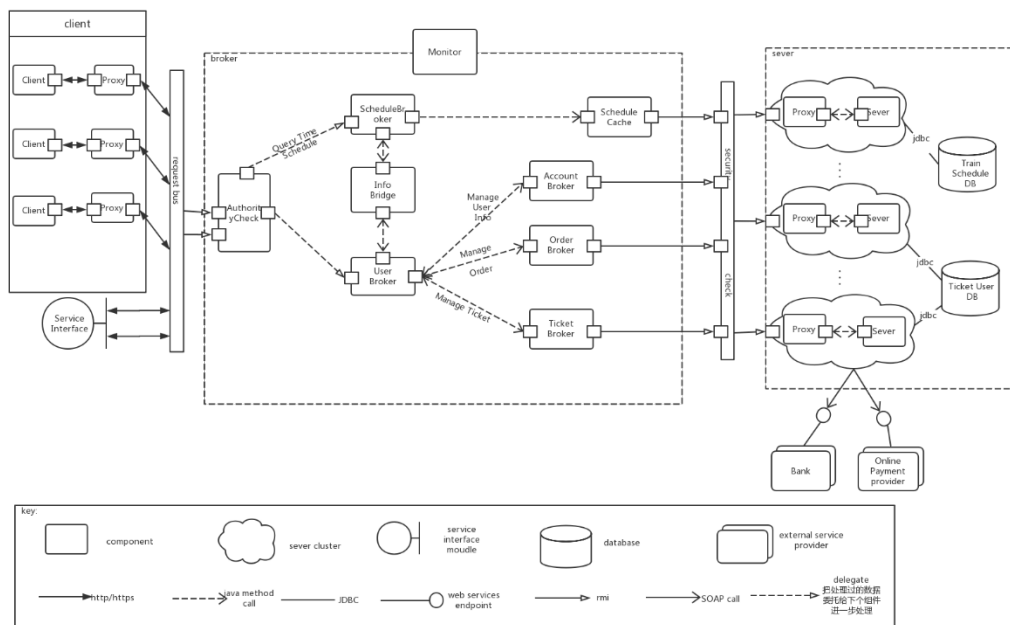 client
Client
Proxy
Client
Proxy
Client
Proxy
Service
Interface
request bus
broker
Monitor
Authorit
yCheck
Query Time
Schedule
ScheduleBr
oker
Info
Bridge
User
Broker
Manage
User
Info
Manage
Order
Manage Ticket
Schedule
Cache
Account
Broker
Order
Broker
Ticket
Broker
security
check
sever
Proxy
Sever
jdbc
Train
Schedule
DB
Proxy
Sever
jdbc
Ticket User
DB
Proxy
Sever
jdbc
Bank
Online
Payment
provider
key:
component
sever cluster
service
interface
moudle
database
external service
provider
http/https
java method
call
JDBC
web services
endpoint
rmi
SOAP call
delegate
把处理过的数据
委托给下个组件
进一步处理